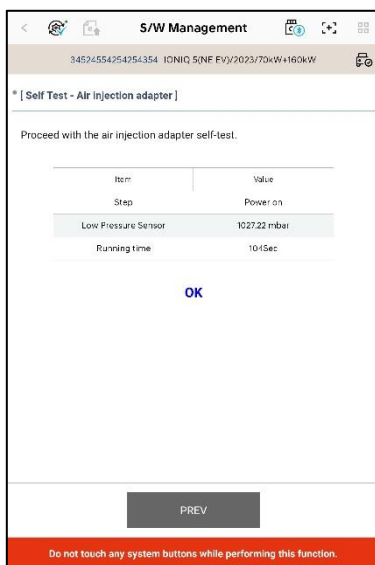 S/W Management
34524554254254354 IONIQ 5(NE EV)/2023/70kW+160kW
* [ Self Test - Air injection adapter ]
Proceed with the air injection adapter self-test.
Item Value
Step Power on
Low Pressure Sensor 1027.22 mbar
Running time 104Sec
OK
PREV
Do not touch any system buttons while performing this function.